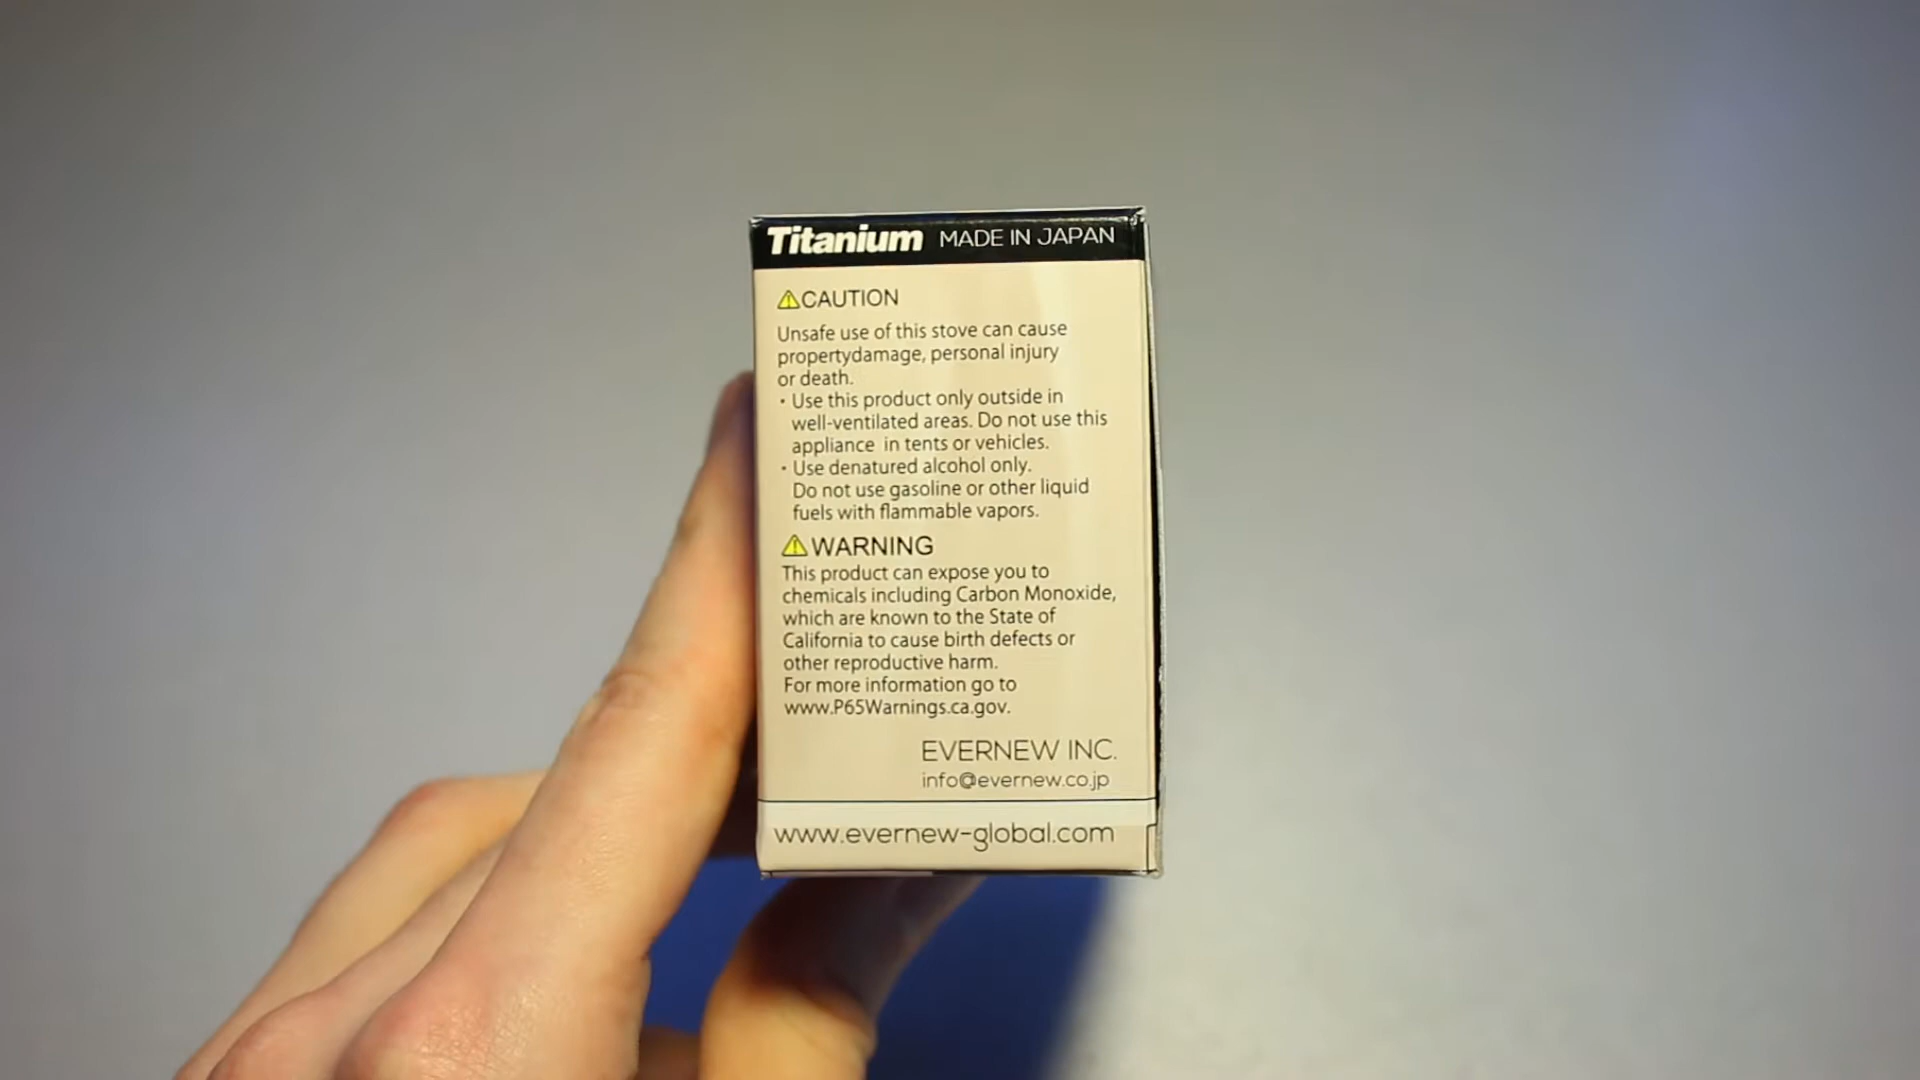 Titanium MADE IN JAPAN
⚠CAUTION
Unsafe use of this stove can cause
propertydamage, personal injury
or death.
・Use this product only outside in
well-ventilated areas. Do not use this
appliance in tents or vehicles.
・Use denatured alcohol only.
Do not use gasoline or other liquid
fuels with flammable vapors.
⚠WARNING
This product can expose you to
chemicals including Carbon Monoxide,
which are known to the State of
California to cause birth defects or
other reproductive harm.
For more information go to
www.P65Warnings.ca.gov.
EVERNEW INC.
info@evernew.co.jp
www.evernew-global.com